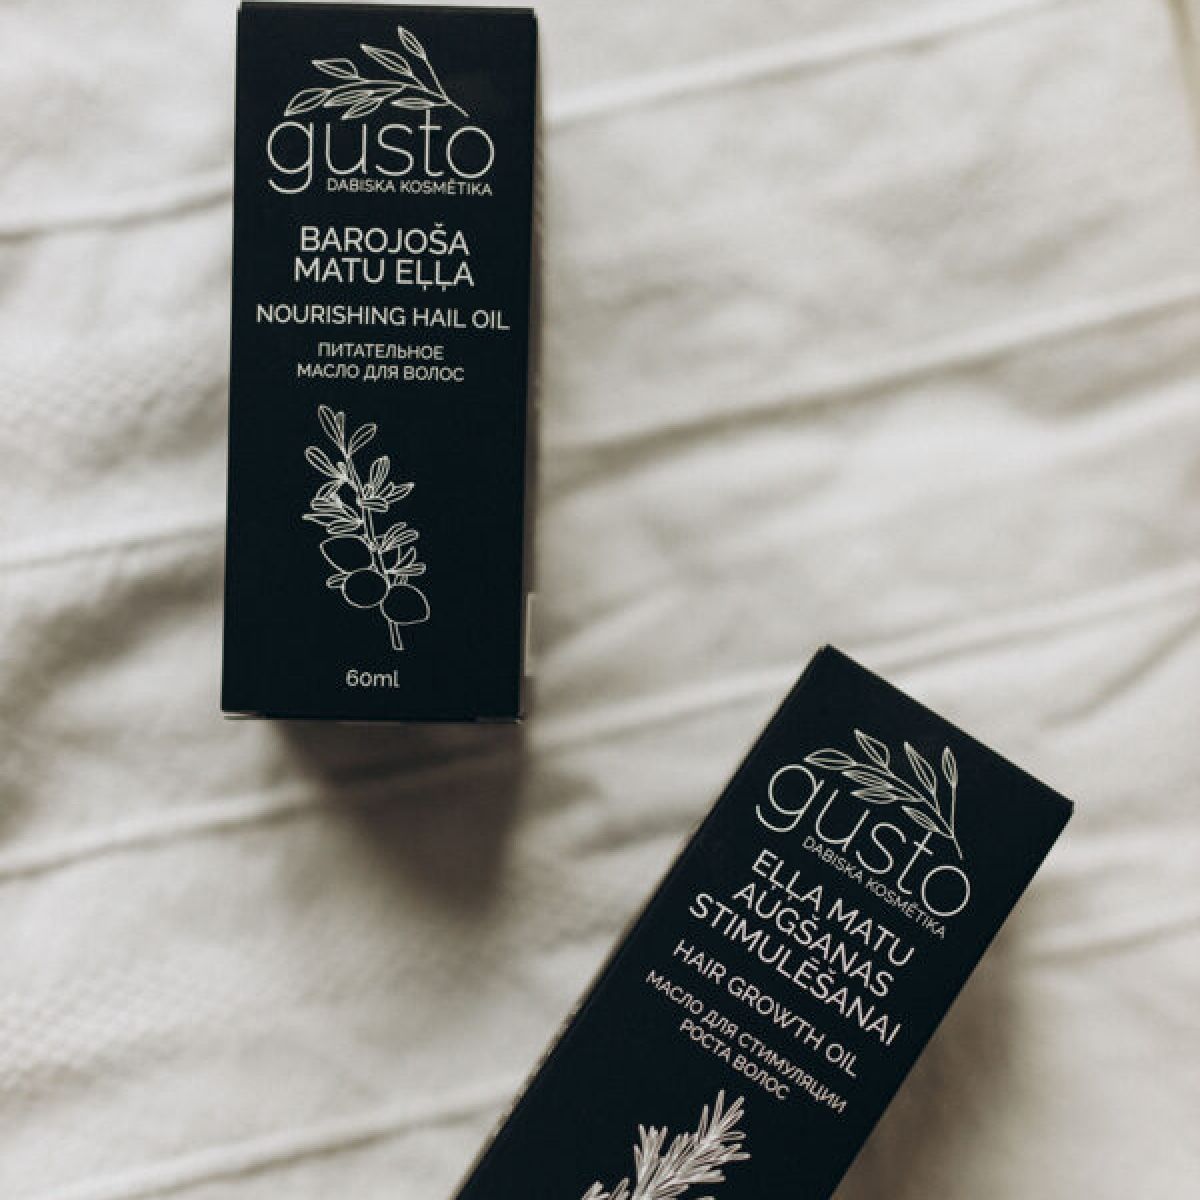 gusto
DABISKA KOSMĒTIKA
BAROJOŠA
MATU EĻĻA
NOURISHING HAIL OIL
ПИТАТЕЛЬНОЕ
МАСЛО ДЛЯ ВОЛОС
60ml
gusto
DABISKA KOSMĒTIKA
EĻĻA MATU
AUGŠANAS
STIMULĒŠANAI
HAIR GROWTH OIL
МАСЛО ДЛЯ СТИМУЛЯЦИИ
РОСТА ВОЛОС